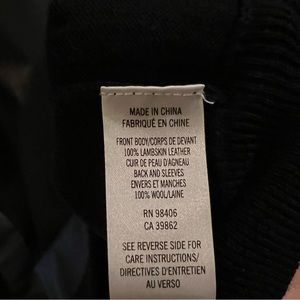 MADE IN CHINA
FABRIQUÉ EN CHINE
FRONT BODY/CORPS DE DEVANT
100% LAMBSKIN LEATHER
CUIR DE PEAU D'AGNEAU
BACK AND SLEEVES
ENVERS ET MANCHES
100% WOOL/LAINE
RN 98406
CA 39862
SEE REVERSE SIDE FOR
CARE INSTRUCTIONS/
DIRECTIVES D'ENTRETIEN
AU VERSO